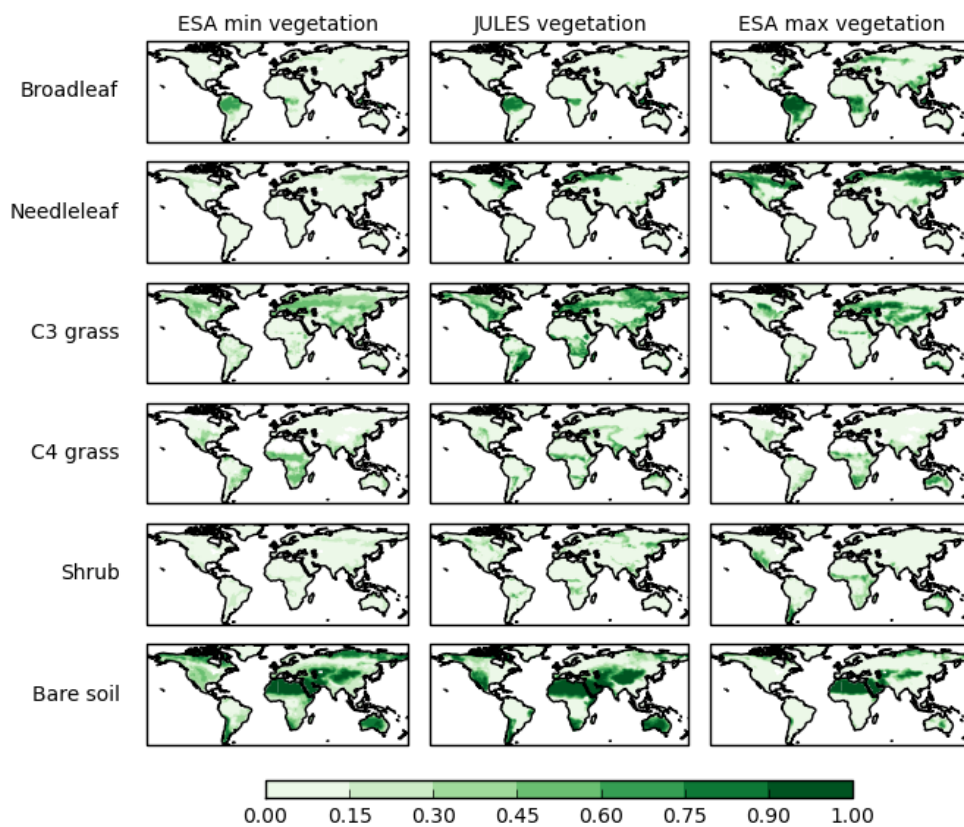 ESA min vegetation JULES vegetation ESA max vegetation
Broadleaf
Needleleaf
C3 grass
C4 grass
Shrub
Bare soil
0.00 0.15 0.30 0.45 0.60 0.75 0.90 1.00